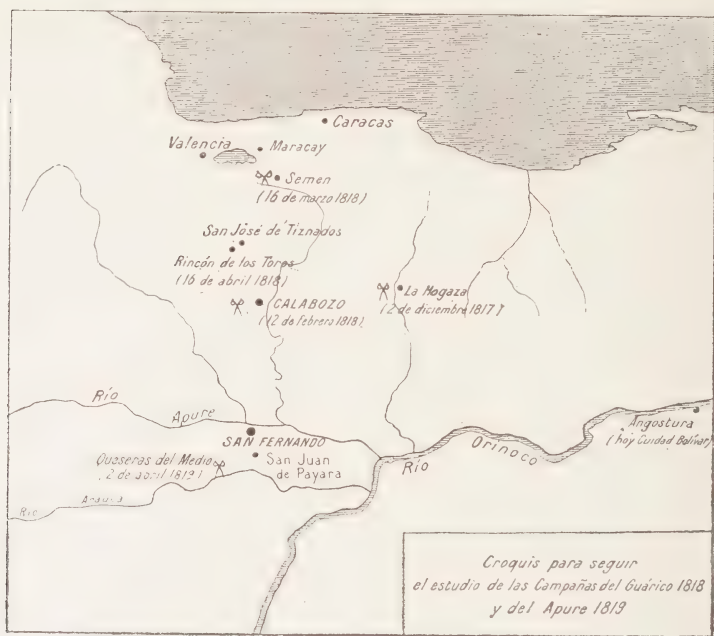 Caracas
Valencia
Maracay
Semen
(16 de marzo 1818)
San José de Tiznados
Rincón de los Toros
(16 de abril 1818)
CALABOZO
(12 de febrero 1818)
La Hogaza
(2 de diciembre 1817)
Río
Apure
SAN FERNANDO
Queseras del Medio
2 de abril 1819)
San Juan
de Payara
Río
Arauca
Río
Orinoco
Angostura
(hoy Cuidad Bolívar)
Croquis para seguir
el estudio de las Campañas del Guárico 1818
y del Apure 1819